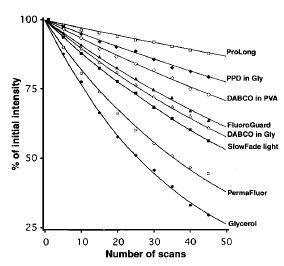 100
75
50
25
% of initial intensity
ProLong
PPD in Gly
DABCO in PVA
FluoroGuard
DABCO in Gly
SlowFade light
PermaFluor
Glycerol
0 10 20 30 40 50
Number of scans